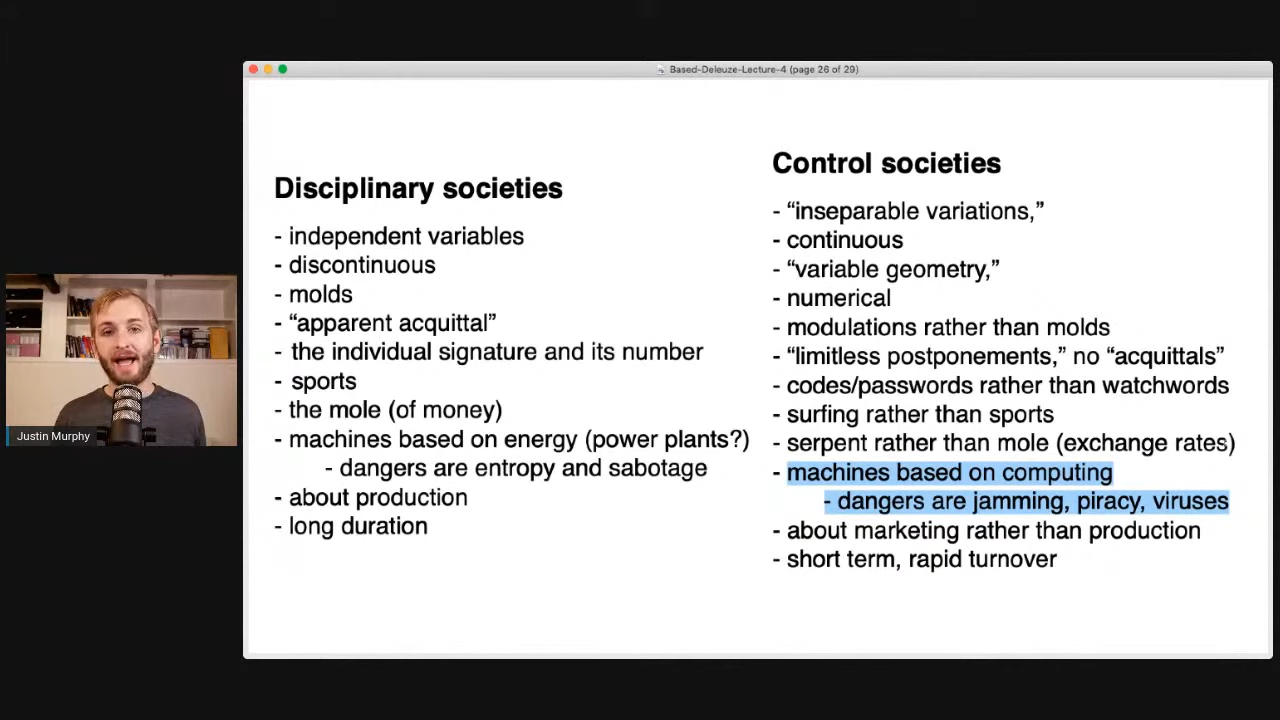 Based-Deleuze-Lecture-4 (page 26 of 29)
Disciplinary societies
- independent variables
- discontinuous
- molds
- “apparent acquittal”
- the individual signature and its number
- sports
- the mole (of money)
- machines based on energy (power plants?)
- dangers are entropy and sabotage
- about production
- long duration
Control societies
- “inseparable variations,”
- continuous
- “variable geometry,”
- numerical
- modulations rather than molds
- “limitless postponements,” no “acquittals”
- codes/passwords rather than watchwords
- surfing rather than sports
- serpent rather than mole (exchange rates)
- machines based on computing
- dangers are jamming, piracy, viruses
- about marketing rather than production
- short term, rapid turnover
Justin Murphy